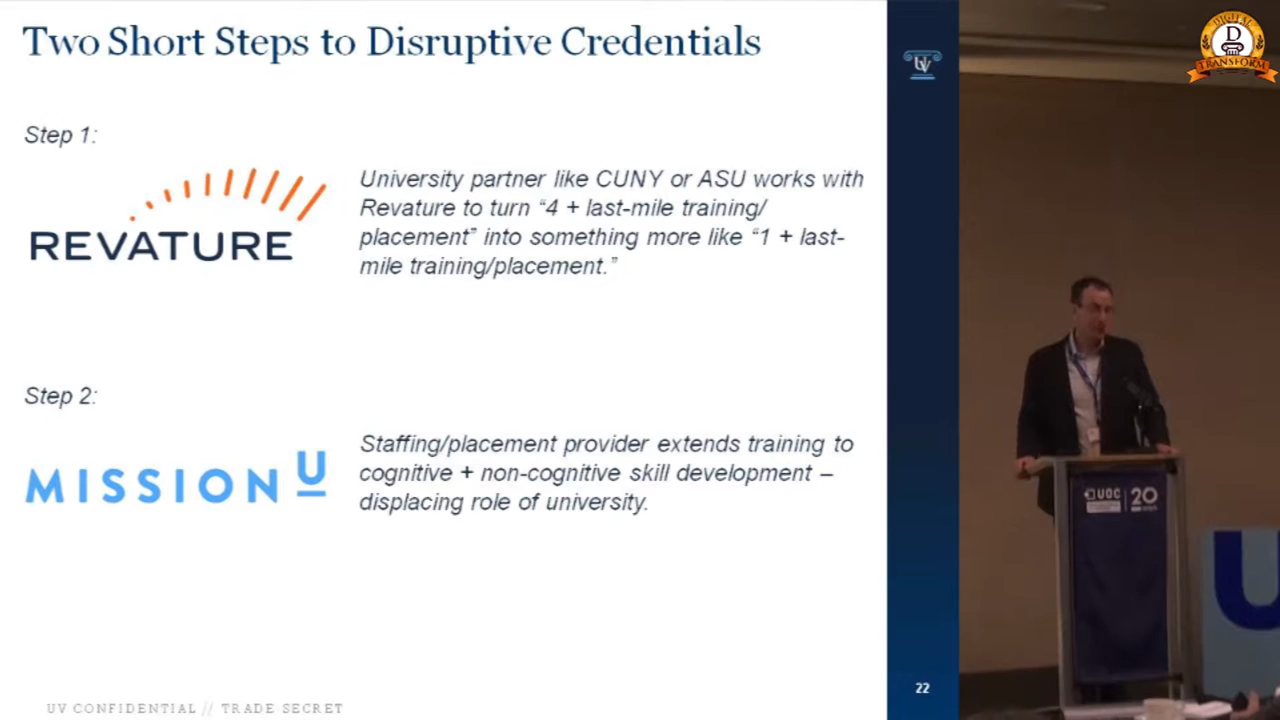 Two Short Steps to Disruptive Credentials
Step 1:
REVATURE
University partner like CUNY or ASU works with
Revature to turn “4 + last-mile training/
placement” into something more like “1 + last-
mile training/placement.”
Step 2:
MISSION U
Staffing/placement provider extends training to
cognitive + non-cognitive skill development –
displacing role of university.
UV CONFIDENTIAL // TRADE SECRET
UV
22
DIGITAL
D
TRANSFORM
UOC
20
U